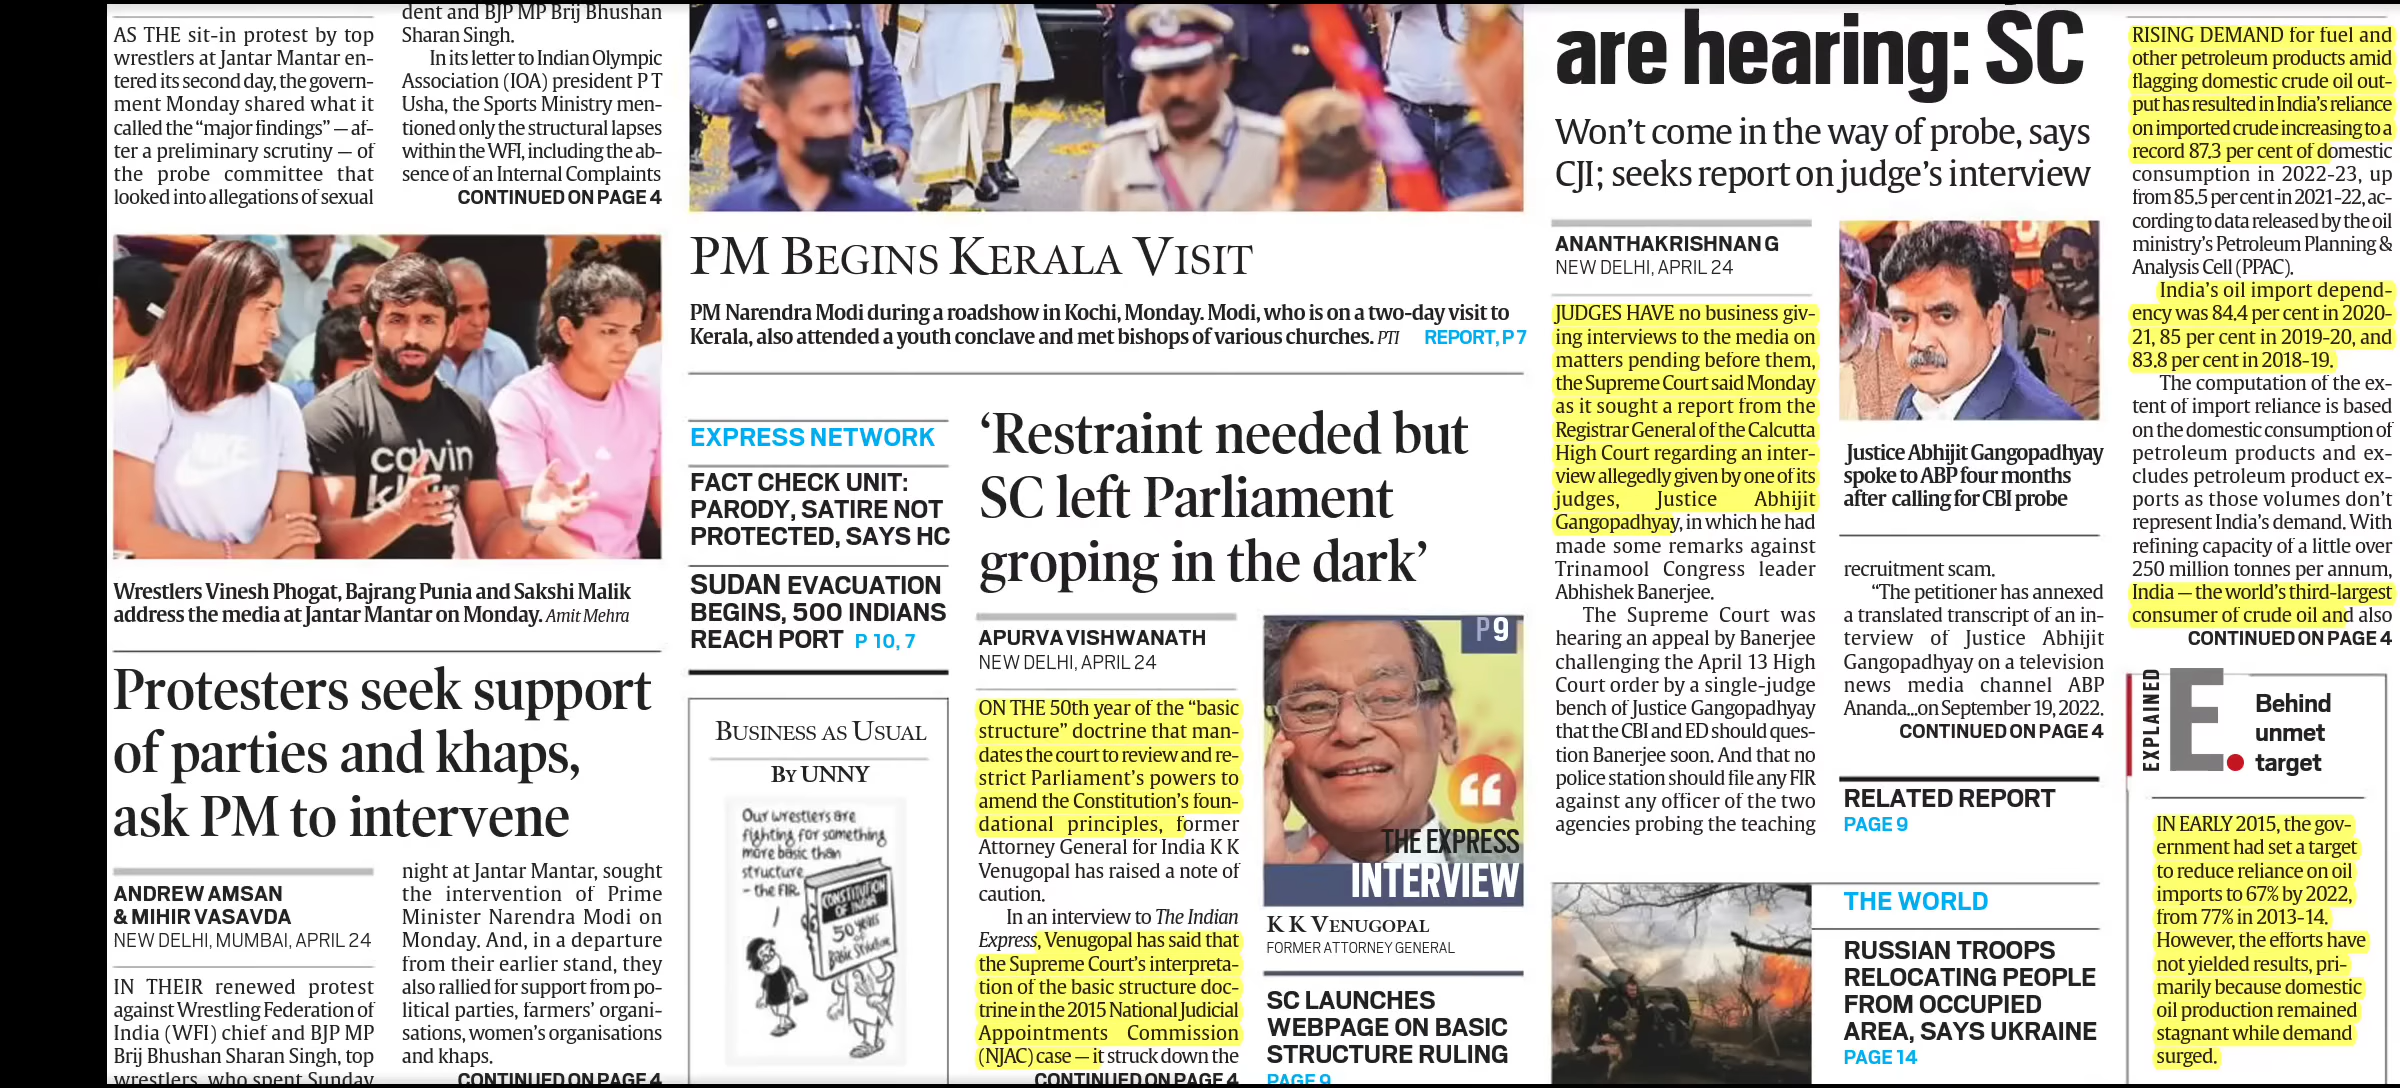 AS THE sit-in protest by top
wrestlers at Jantar Mantar en-
tered its second day, the govern-
ment Monday shared what it
called the “major findings” — af-
ter a preliminary scrutiny — of
the probe committee that
looked into allegations of sexual
dent and BJP MP Brij Bhushan
Sharan Singh.
In its letter to Indian Olympic
Association (IOA) president P T
Usha, the Sports Ministry men-
tioned only the structural lapses
within the WFI, including the ab-
sence of an Internal Complaints
CONTINUED ON PAGE 4
NIKE
calvin
Wrestlers Vinesh Phogat, Bajrang Punia and Sakshi Malik
address the media at Jantar Mantar on Monday. Amit Mehra
Protesters seek support
of parties and khaps,
ask PM to intervene
ANDREW AMSAN
& MIHIR VASAVDA
NEW DELHI, MUMBAI, APRIL 24
IN THEIR renewed protest
against Wrestling Federation of
India (WFI) chief and BJP MP
Brij Bhushan Sharan Singh, top
wrestlers, who spent Sunday
night at Jantar Mantar, sought
the intervention of Prime
Minister Narendra Modi on
Monday. And, in a departure
from their earlier stand, they
also rallied for support from po-
litical parties, farmers’ organi-
sations, women’s organisations
and khaps.
CONTINUED ON PAGE 4
PM BEGINS KERALA VISIT
PM Narendra Modi during a roadshow in Kochi, Monday. Modi, who is on a two-day visit to
Kerala, also attended a youth conclave and met bishops of various churches. PTI REPORT, P 7
EXPRESS NETWORK
FACT CHECK UNIT:
PARODY, SATIRE NOT
PROTECTED, SAYS HC
SUDAN EVACUATION
BEGINS, 500 INDIANS
REACH PORT P 10, 7
BUSINESS AS USUAL
BY UNNY
Our wrestlers are
fighting for something
more basic than
structure
- the FIR.
CONSTITUTION
OF INDIA
50 years
of
Basic Structure
‘Restraint needed but
SC left Parliament
groping in the dark’
APURVA VISHWANATH
NEW DELHI, APRIL 24
ON THE 50th year of the “basic
structure” doctrine that man-
dates the court to review and re-
strict Parliament’s powers to
amend the Constitution’s foun-
dational principles, former
Attorney General for India K K
Venugopal has raised a note of
caution.
In an interview to The Indian
Express, Venugopal has said that
the Supreme Court’s interpreta-
tion of the basic structure doc-
trine in the 2015 National Judicial
Appointments Commission
(NJAC) case — it struck down the
CONTINUED ON PAGE 4
P9
THE EXPRESS
INTERVIEW
K K VENUGOPAL
FORMER ATTORNEY GENERAL
SC LAUNCHES
WEBPAGE ON BASIC
STRUCTURE RULING
PAGE 9
are hearing: SC
Won’t come in the way of probe, says
CJI; seeks report on judge’s interview
ANANTHAKRISHNAN G
NEW DELHI, APRIL 24
JUDGES HAVE no business giv-
ing interviews to the media on
matters pending before them,
the Supreme Court said Monday
as it sought a report from the
Registrar General of the Calcutta
High Court regarding an inter-
view allegedly given by one of its
judges, Justice Abhijit
Gangopadhyay, in which he had
made some remarks against
Trinamool Congress leader
Abhishek Banerjee.
The Supreme Court was
hearing an appeal by Banerjee
challenging the April 13 High
Court order by a single-judge
bench of Justice Gangopadhyay
that the CBI and ED should ques-
tion Banerjee soon. And that no
police station should file any FIR
against any officer of the two
agencies probing the teaching
Justice Abhijit Gangopadhyay
spoke to ABP four months
after calling for CBI probe
recruitment scam.
“The petitioner has annexed
a translated transcript of an in-
terview of Justice Abhijit
Gangopadhyay on a television
news media channel ABP
Ananda...on September 19, 2022.
CONTINUED ON PAGE 4
RELATED REPORT
PAGE 9
THE WORLD
RUSSIAN TROOPS
RELOCATING PEOPLE
FROM OCCUPIED
AREA, SAYS UKRAINE
PAGE 14
RISING DEMAND for fuel and
other petroleum products amid
flagging domestic crude oil out-
put has resulted in India’s reliance
on imported crude increasing to a
record 87.3 per cent of domestic
consumption in 2022-23, up
from 85.5 per cent in 2021-22, ac-
cording to data released by the oil
ministry’s Petroleum Planning &
Analysis Cell (PPAC).
India’s oil import depend-
ency was 84.4 per cent in 2020-
21, 85 per cent in 2019-20, and
83.8 per cent in 2018-19.
The computation of the ex-
tent of import reliance is based
on the domestic consumption of
petroleum products and ex-
cludes petroleum product ex-
ports as those volumes don’t
represent India’s demand. With
refining capacity of a little over
250 million tonnes per annum,
India — the world’s third-largest
consumer of crude oil and also
CONTINUED ON PAGE 4
EXPLAINED
E.
Behind
unmet
target
IN EARLY 2015, the gov-
ernment had set a target
to reduce reliance on oil
imports to 67% by 2022,
from 77% in 2013-14.
However, the efforts have
not yielded results, pri-
marily because domestic
oil production remained
stagnant while demand
surged.